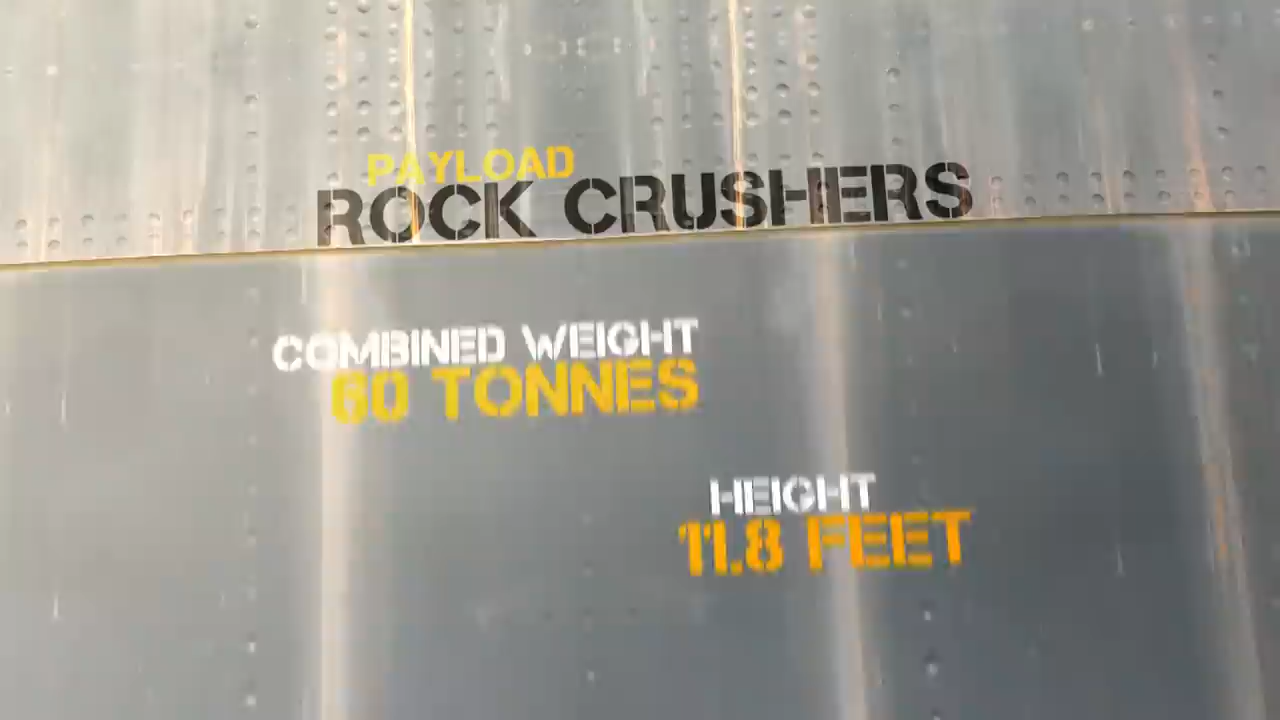 PAYLOAD
ROCK CRUSHERS
COMBINED WEIGHT
60 TONNES
HEIGHT
11.8 FEET